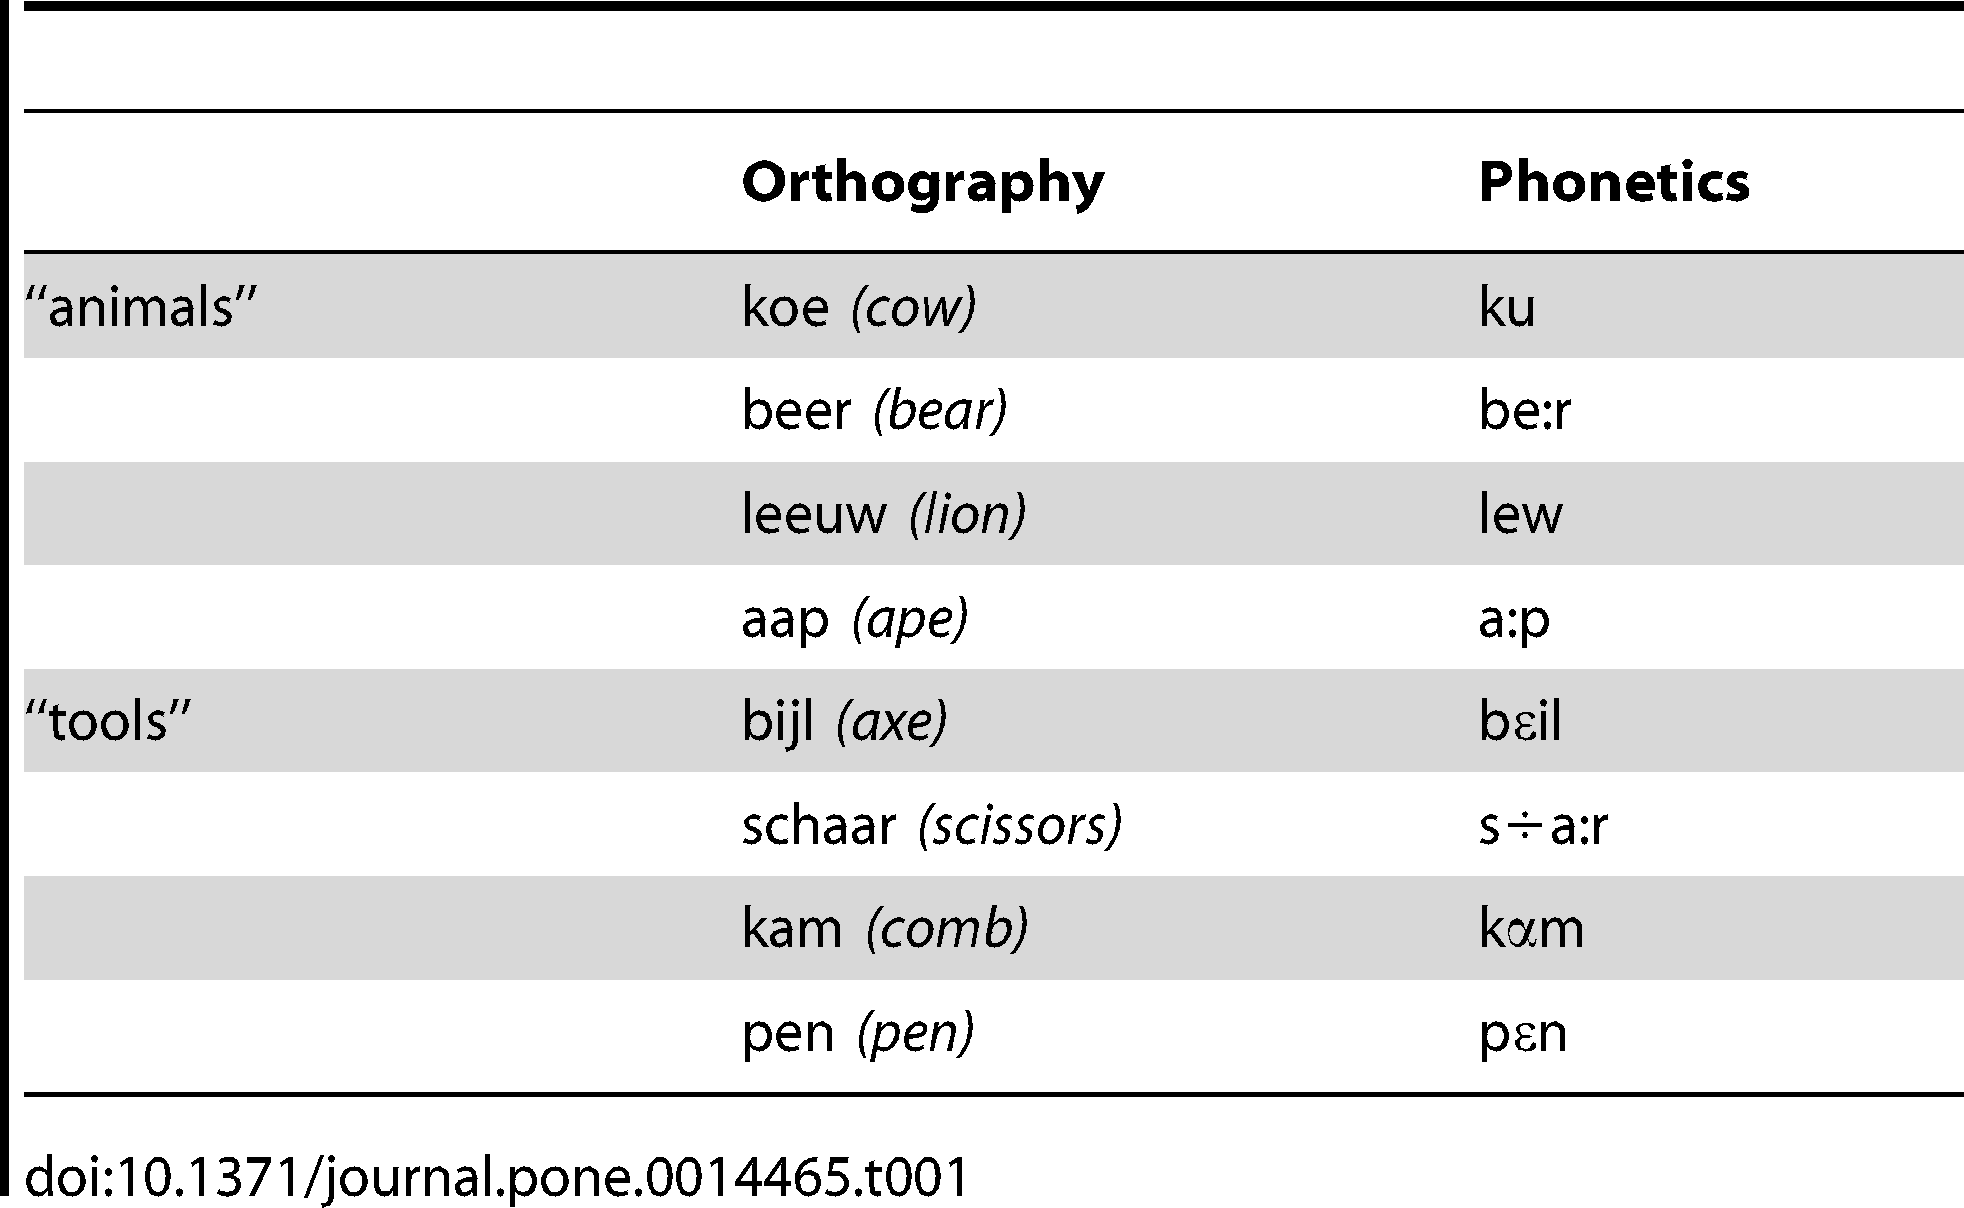 Orthography Phonetics
“animals” koe (cow) ku
beer (bear) be:r
leeuw (lion) lew
aap (ape) a:p
“tools” bijl (axe) bɛil
schaar (scissors) s÷a:r
kam (comb) kαm
pen (pen) pɛn
doi:10.1371/journal.pone.0014465.t001